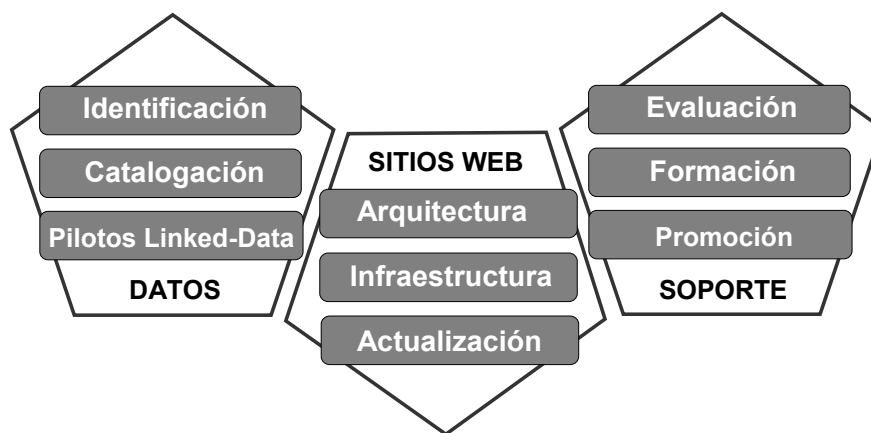 Identificación
Catalogación
Pilotos Linked-Data
DATOS
SITIOS WEB
Arquitectura
Infraestructura
Actualización
Evaluación
Formación
Promoción
SOPORTE